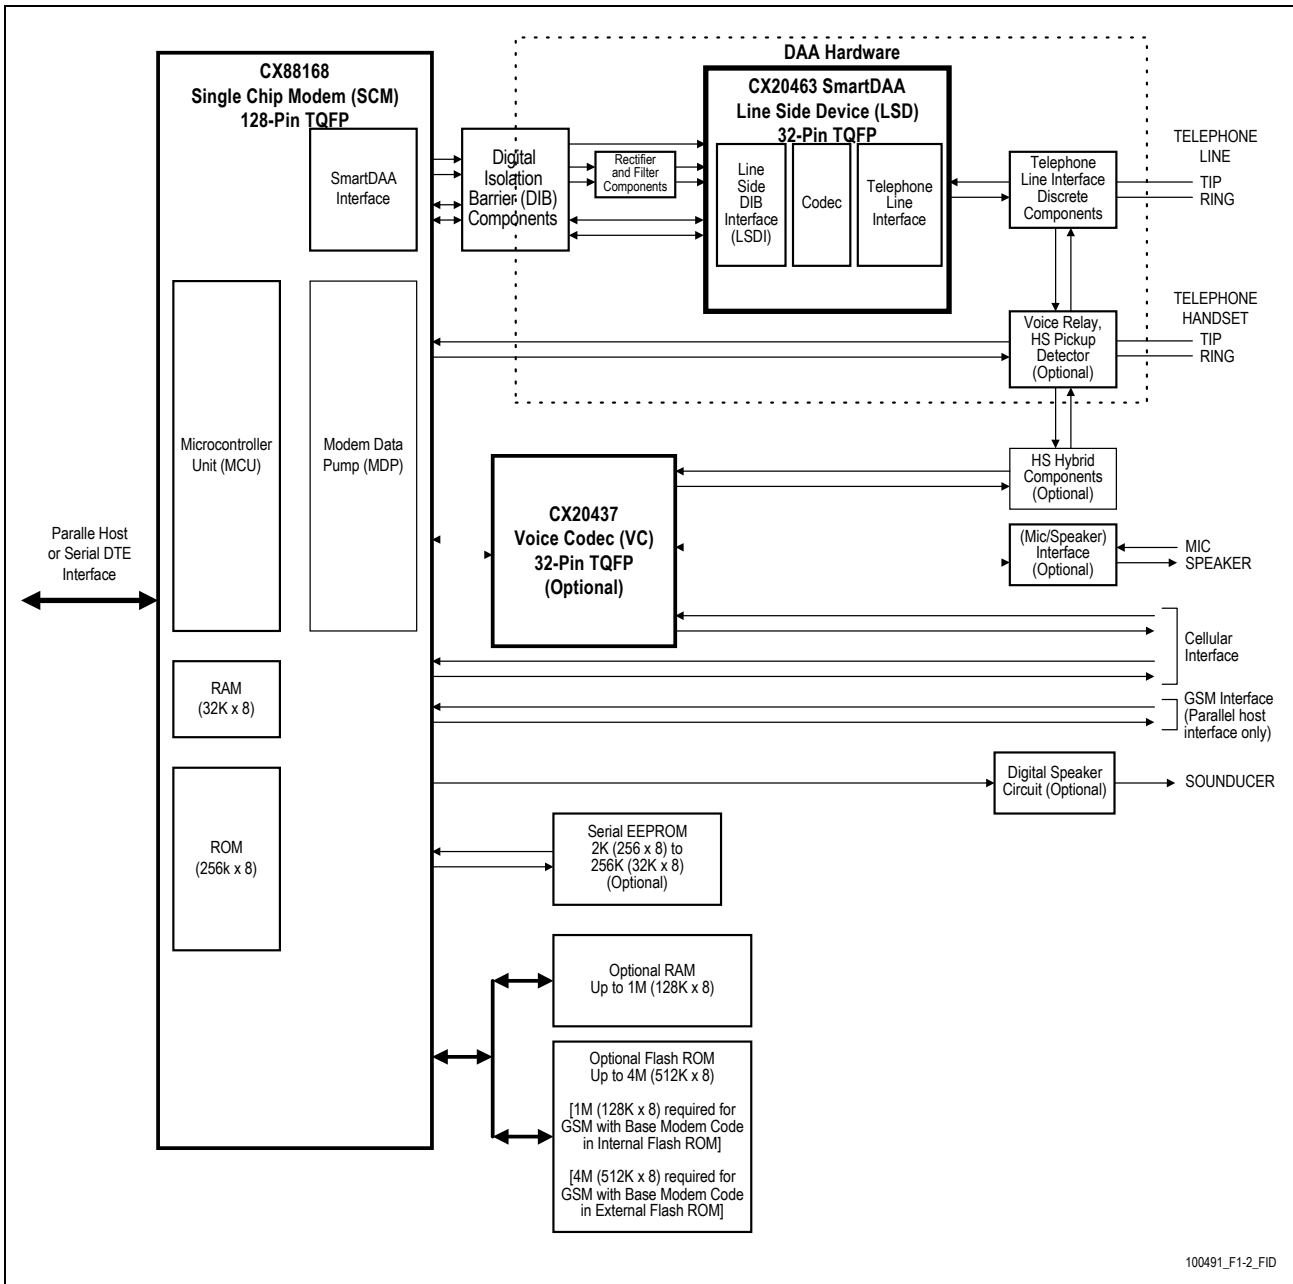 DAA Hardware
CX88168
Single Chip Modem (SCM)
128-Pin TQFP
SmartDAA
Interface
Digital
Isolation
Barrier (DIB)
Components
Rectifier
and Filter
Components
CX20463 SmartDAA
Line Side Device (LSD)
32-Pin TQFP
Line
Side
DIB
Interface
(LSDI)
Codec
Telephone
Line
Interface
Telephone
Line Interface
Discrete
Components
TELEPHONE
LINE
TIP
RING
Voice Relay,
HS Pickup
Detector
(Optional)
TELEPHONE
HANDSET
TIP
RING
Microcontroller
Unit (MCU)
Modem Data
Pump (MDP)
CX20437
Voice Codec (VC)
32-Pin TQFP
(Optional)
HS Hybrid
Components
(Optional)
(Mic/Speaker)
Interface
(Optional)
MIC
SPEAKER
Paralle Host
or Serial DTE
Interface
Cellular
Interface
RAM
(32K x 8)
GSM Interface
(Parallel host
interface only)
ROM
(256k x 8)
Digital Speaker
Circuit (Optional)
SOUNDUCER
Serial EEPROM
2K (256 x 8) to
256K (32K x 8)
(Optional)
Optional RAM
Up to 1M (128K x 8)
Optional Flash ROM
Up to 4M (512K x 8)
[1M (128K x 8) required for
GSM with Base Modem Code
in Internal Flash ROM]
[4M (512K x 8) required for
GSM with Base Modem Code
in External Flash ROM]
100491_F1-2_FID